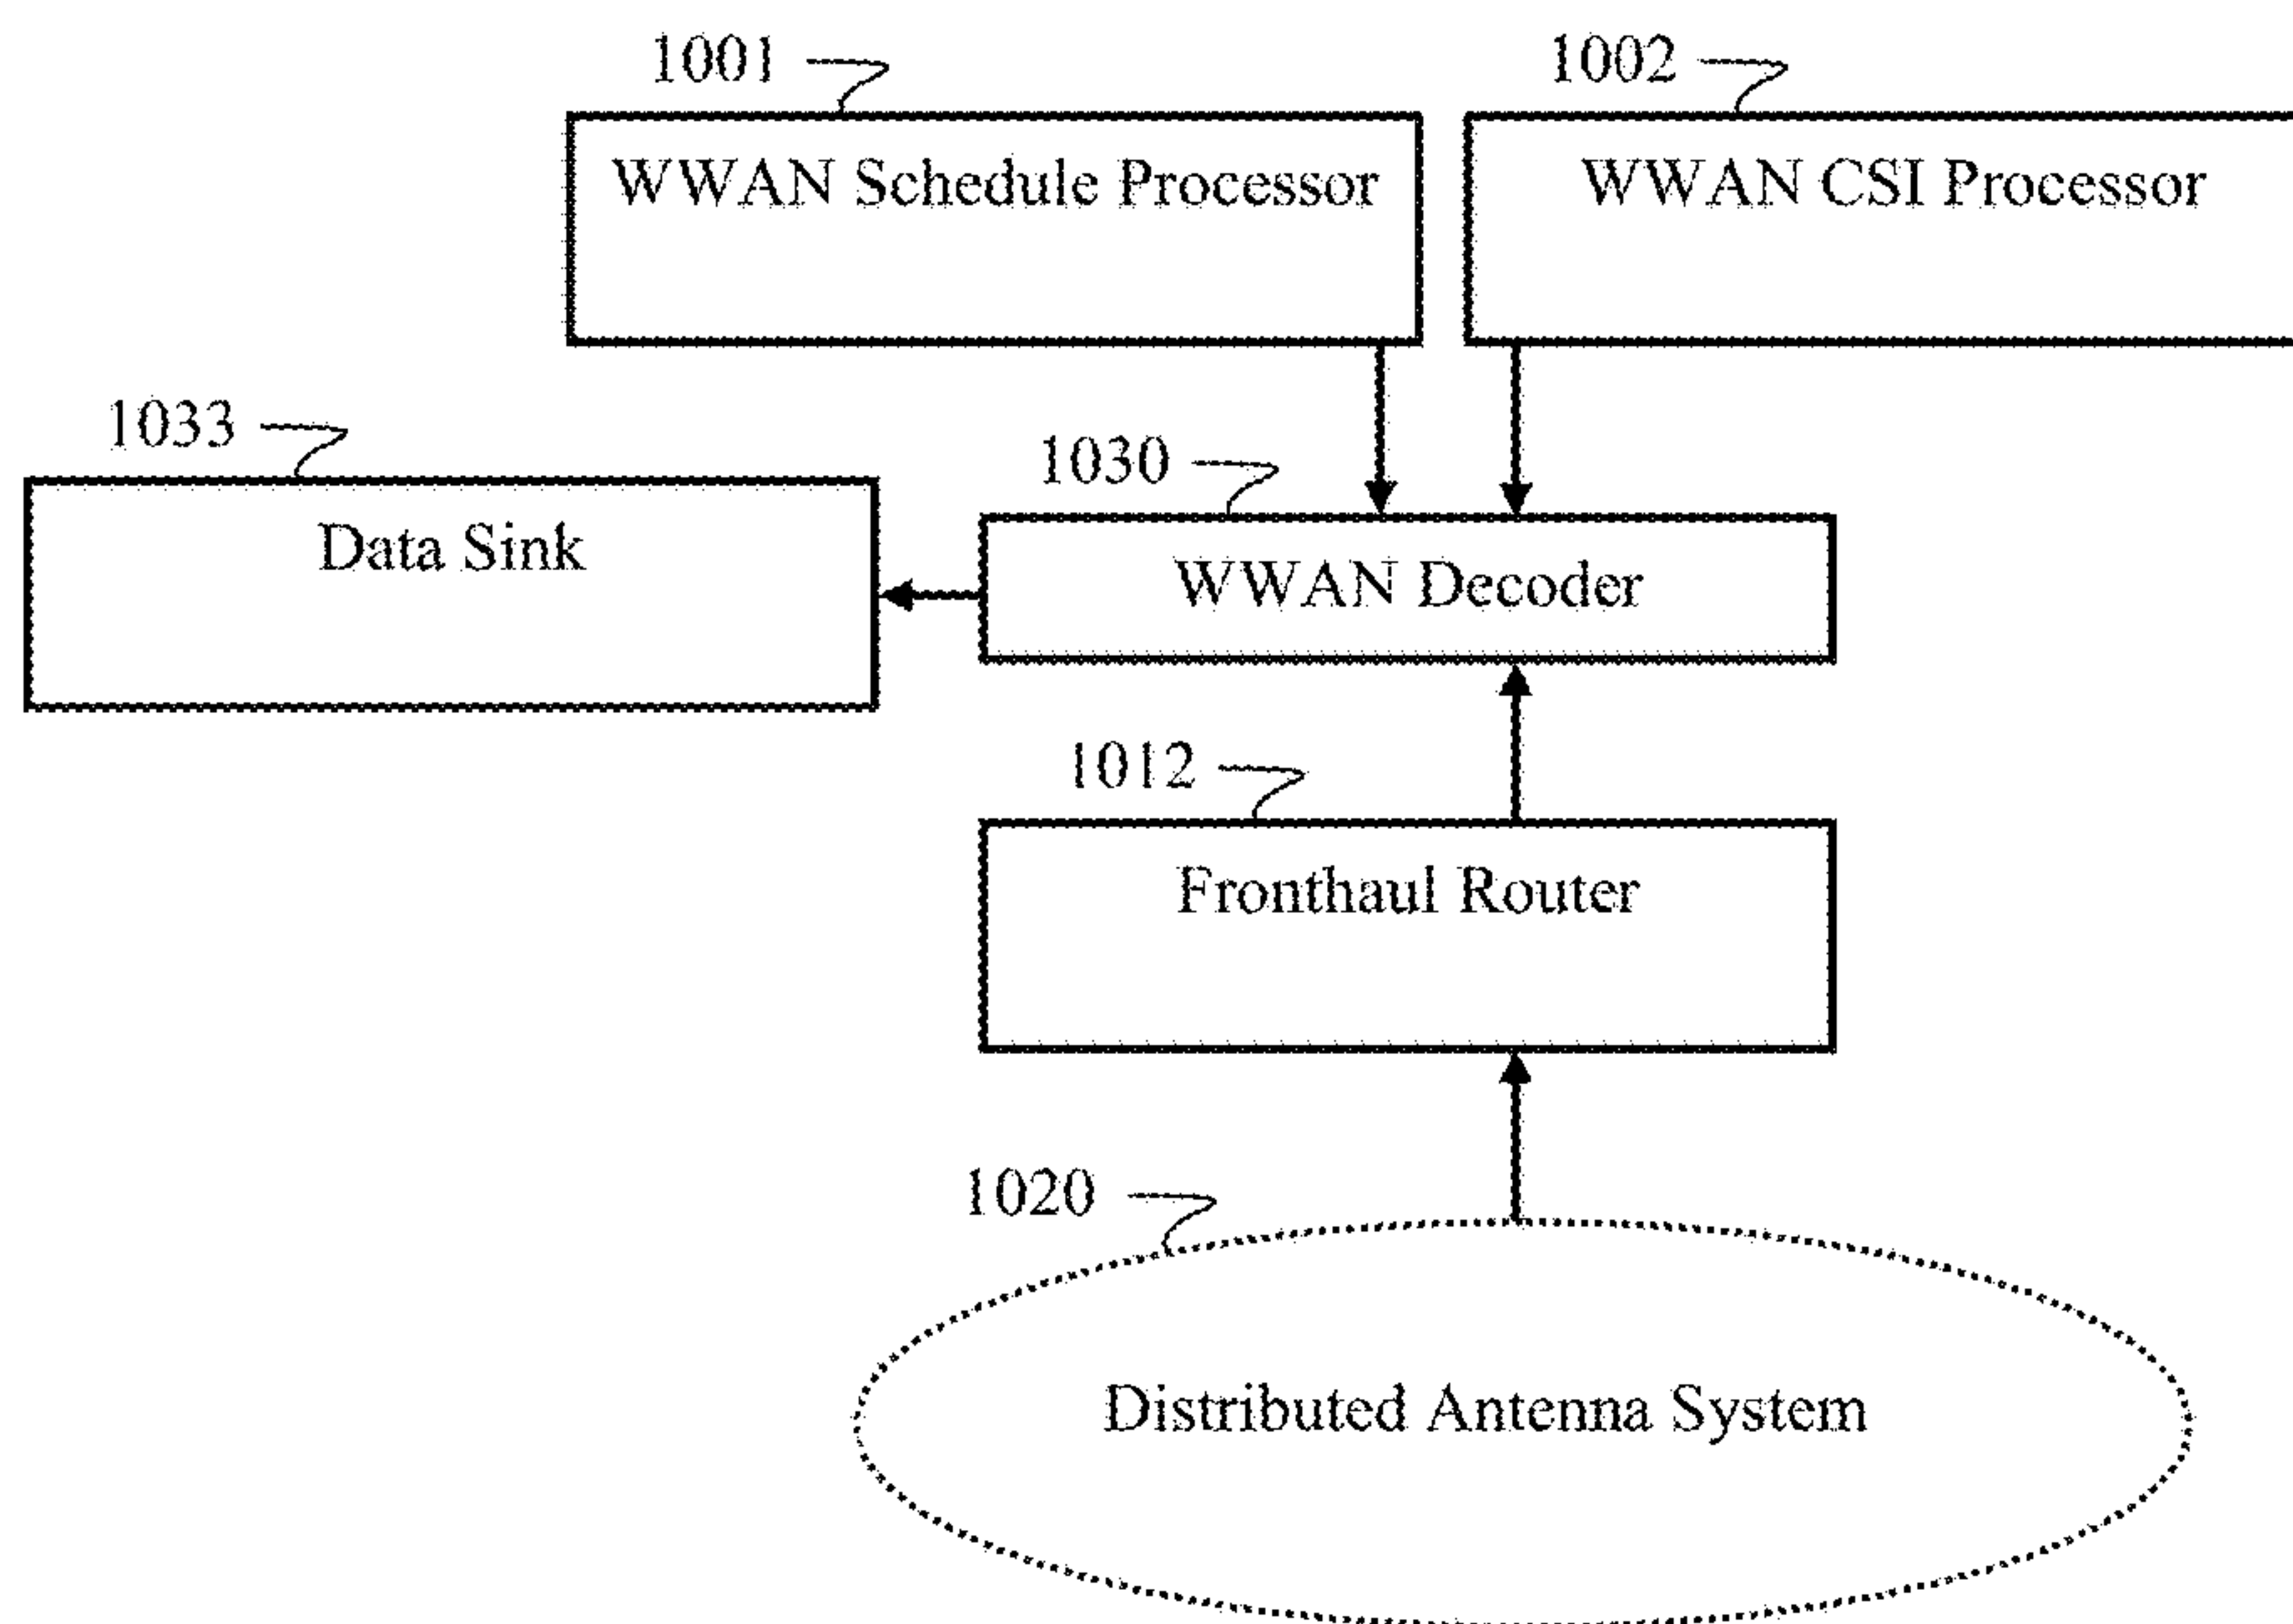 1001
1002
WWAN Schedule Processor
WWAN CSI Processor
1033
1030
Data Sink
WWAN Decoder
1012
Fronthaul Router
1020
Distributed Antenna System